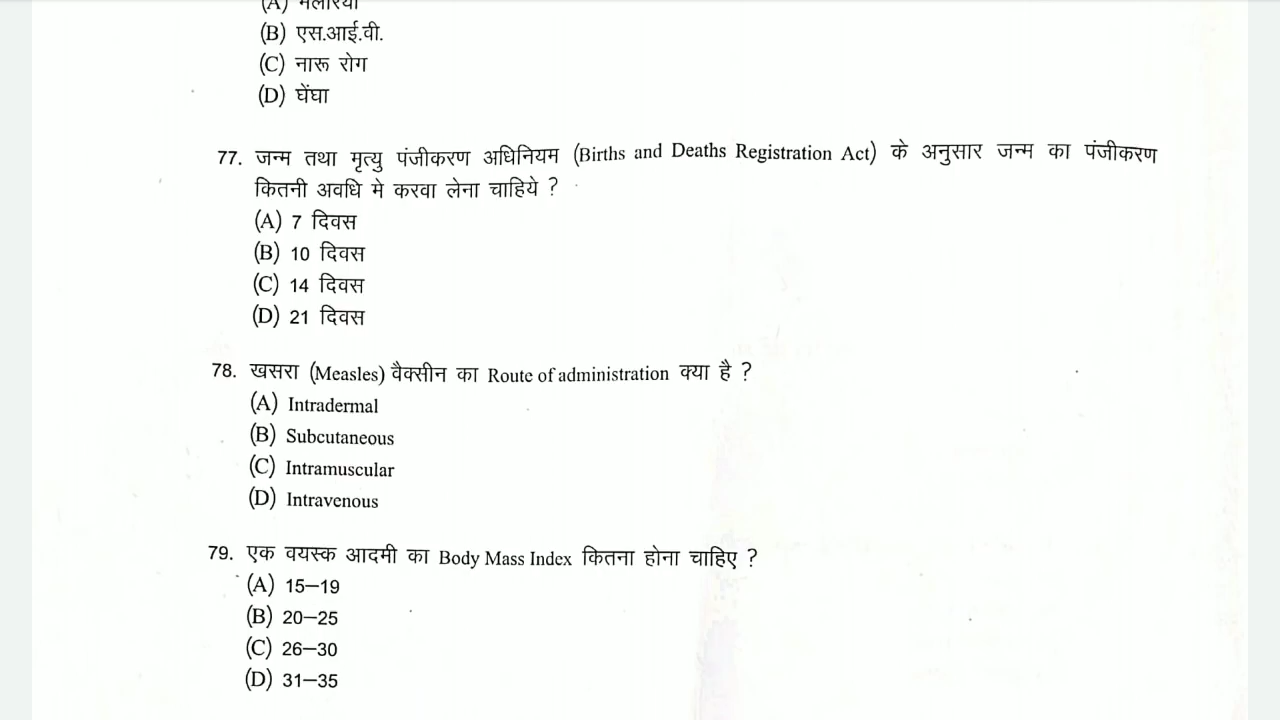 (A) मलेरिया
(B) एस.आई.वी.
(C) नारू रोग
(D) घेंघा
77. जन्म तथा मृत्यु पंजीकरण अधिनियम (Births and Deaths Registration Act) के अनुसार जन्म का पंजीकरण
कितनी अवधि मे करवा लेना चाहिये ?
(A) 7 दिवस
(B) 10 दिवस
(C) 14 दिवस
(D) 21 दिवस
78. खसरा (Measles) वैक्सीन का Route of administration क्या है ?
(A) Intradermal
(B) Subcutaneous
(C) Intramuscular
(D) Intravenous
79. एक वयस्क आदमी का Body Mass Index कितना होना चाहिए ?
(A) 15–19
(B) 20–25
(C) 26–30
(D) 31–35